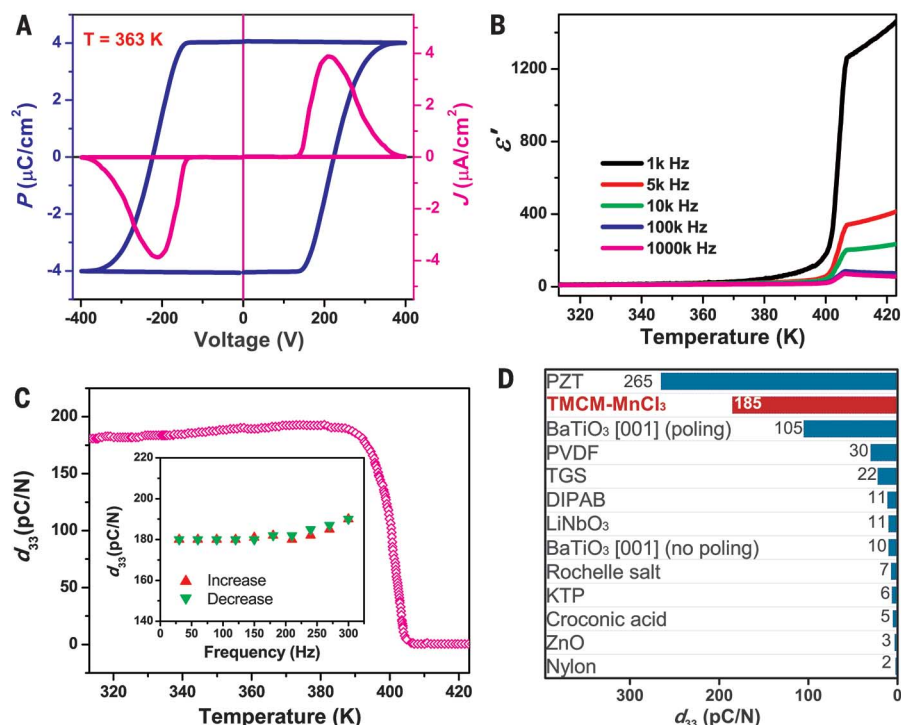 A
T = 363 K
4
2
0
-2
-4
P (μC/cm²)
4
2
0
-2
-4
J (μA/cm²)
-400 -200 0 200 400
Voltage (V)
B
1200
800
400
0
ε'
1k Hz
5k Hz
10k Hz
100k Hz
1000k Hz
320 340 360 380 400 420
Temperature (K)
C
200
150
100
50
0
d₃₃ (pC/N)
200
180
160
140
d₃₃ (pC/N)
Increase
Decrease
0 50 100 150 200 250 300
Frequency (Hz)
320 340 360 380 400 420
Temperature (K)
D
PZT 265
TMCM-MnCl₃ 185
BaTiO₃ [001] (poling) 105
PVDF 30
TGS 22
DIPAB 11
LiNbO₃ 11
BaTiO₃ [001] (no poling) 10
Rochelle salt 7
KTP 6
Croconic acid 5
ZnO 3
Nylon 2
300 200 100 0
d₃₃ (pC/N)